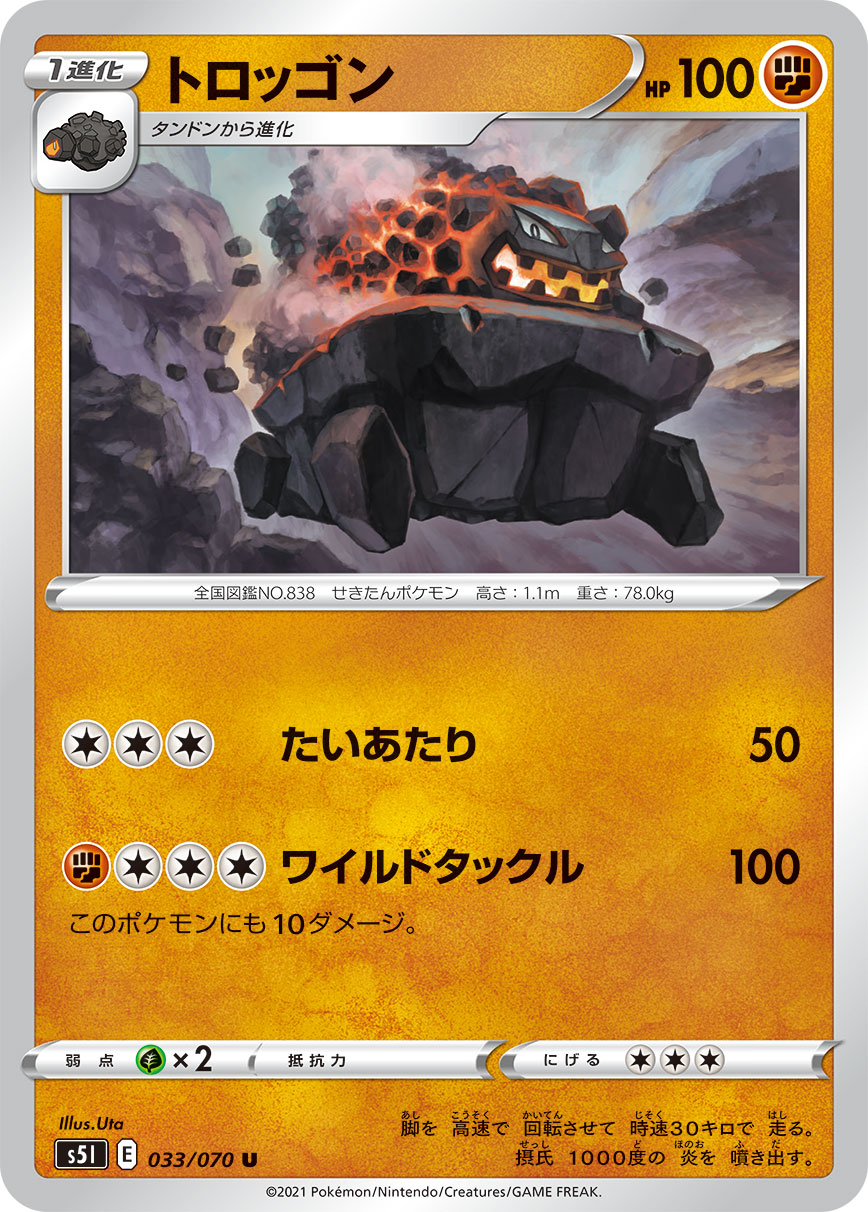 1進化
トロッゴン
HP 100
タンドンから進化
全国図鑑NO.838 せきたんポケモン 高さ:1.1m 重さ:78.0kg
たいあたり 50
ワイルドタックル 100
このポケモンにも10ダメージ。
弱点 ×2 抵抗力 にげる
Illus.Uta
脚を 高速で 回転させて 時速30キロで 走る。
摂氏 1000度の 炎を 噴き出す。
s5I E 033/070 U
©2021 Pokémon/Nintendo/Creatures/GAME FREAK.